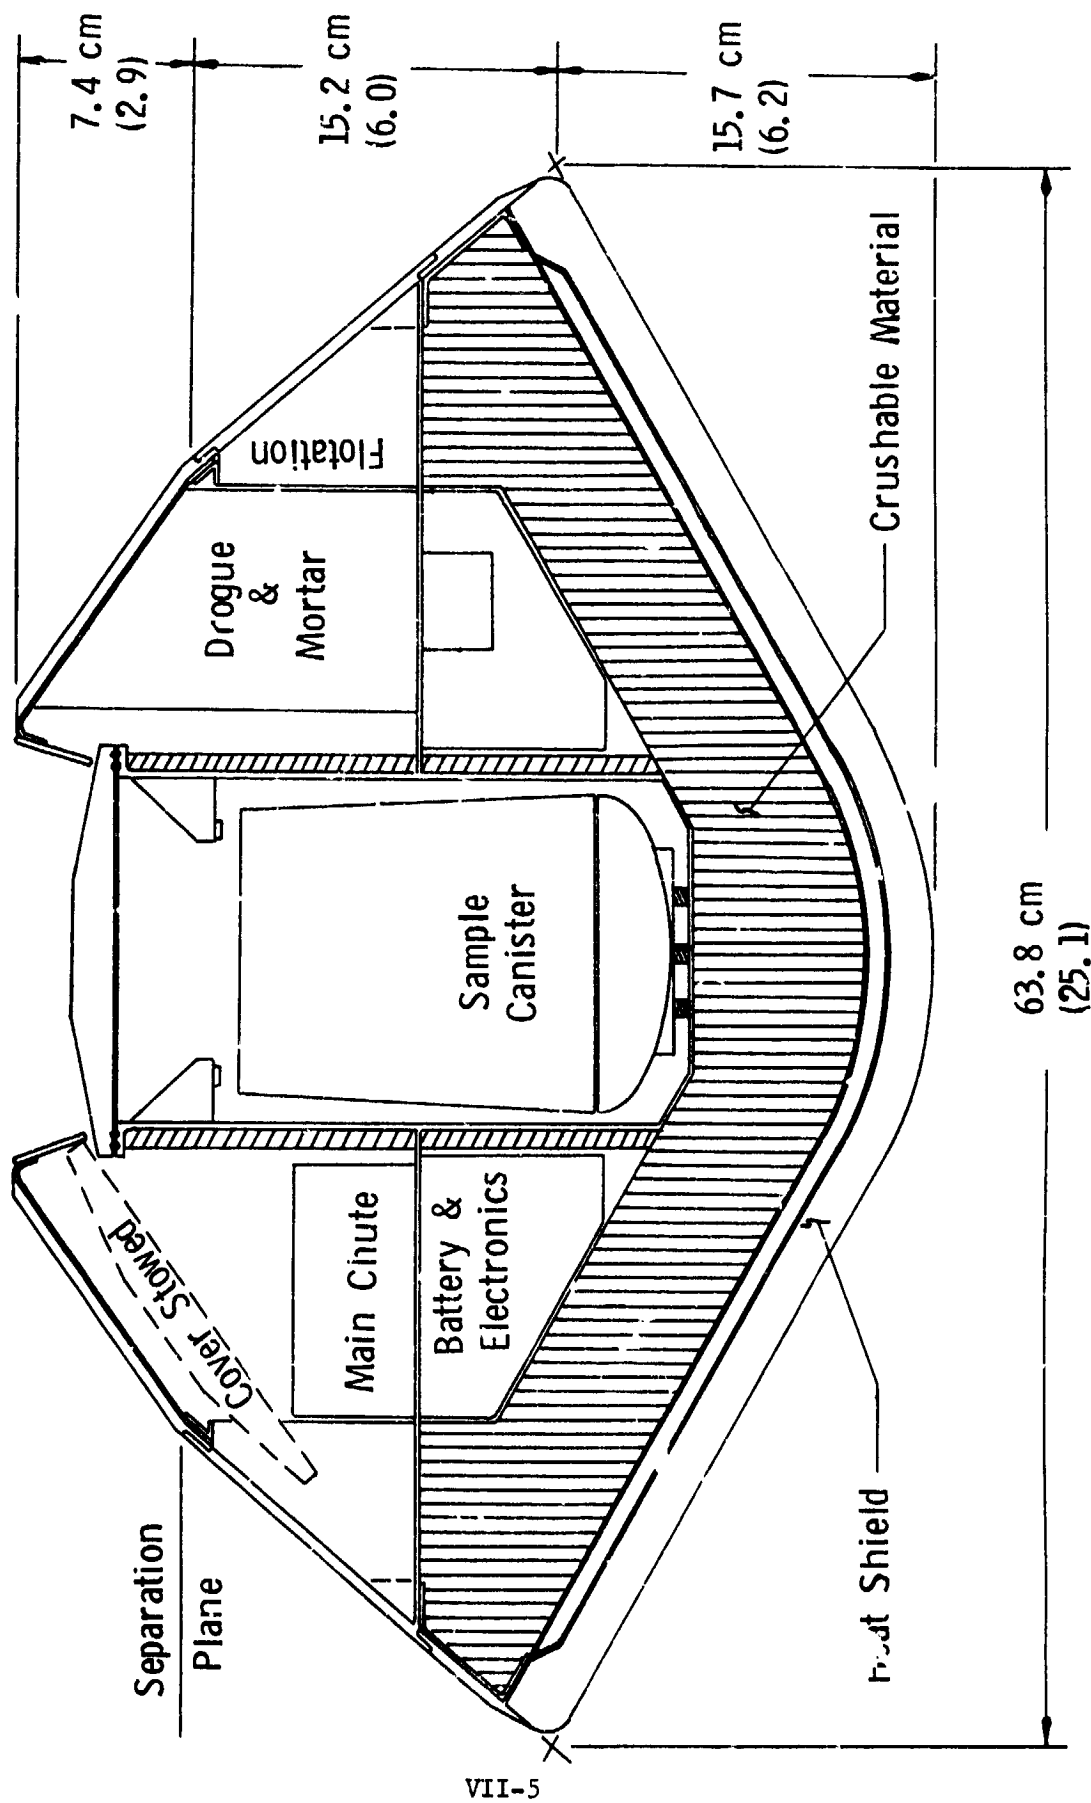 7.4 cm
(2.9)
15.2 cm
(6.0)
15.7 cm
(6.2)
Separation
Plane
Cover Stowed
Main Chute
Battery &
Electronics
Sample
Canister
Drogue
&
Mortar
Flotation
Crushable Material
Shield
63.8 cm
(25.1)
VII-5